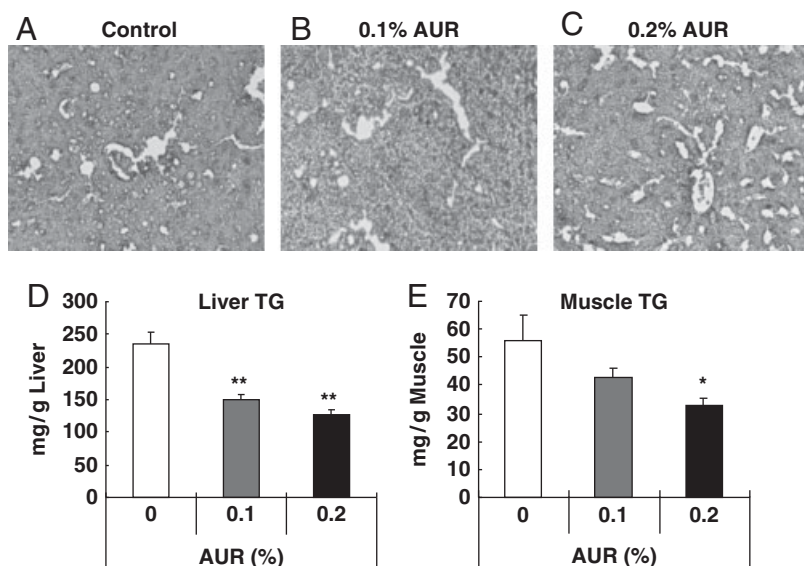 A Control
B 0.1% AUR
C 0.2% AUR
D Liver TG
mg/g Liver
300
250
200
150
100
50
0
**
**
0 0.1 0.2
AUR (%)
E Muscle TG
mg/g Muscle
70
60
50
40
30
20
10
0
*
0 0.1 0.2
AUR (%)